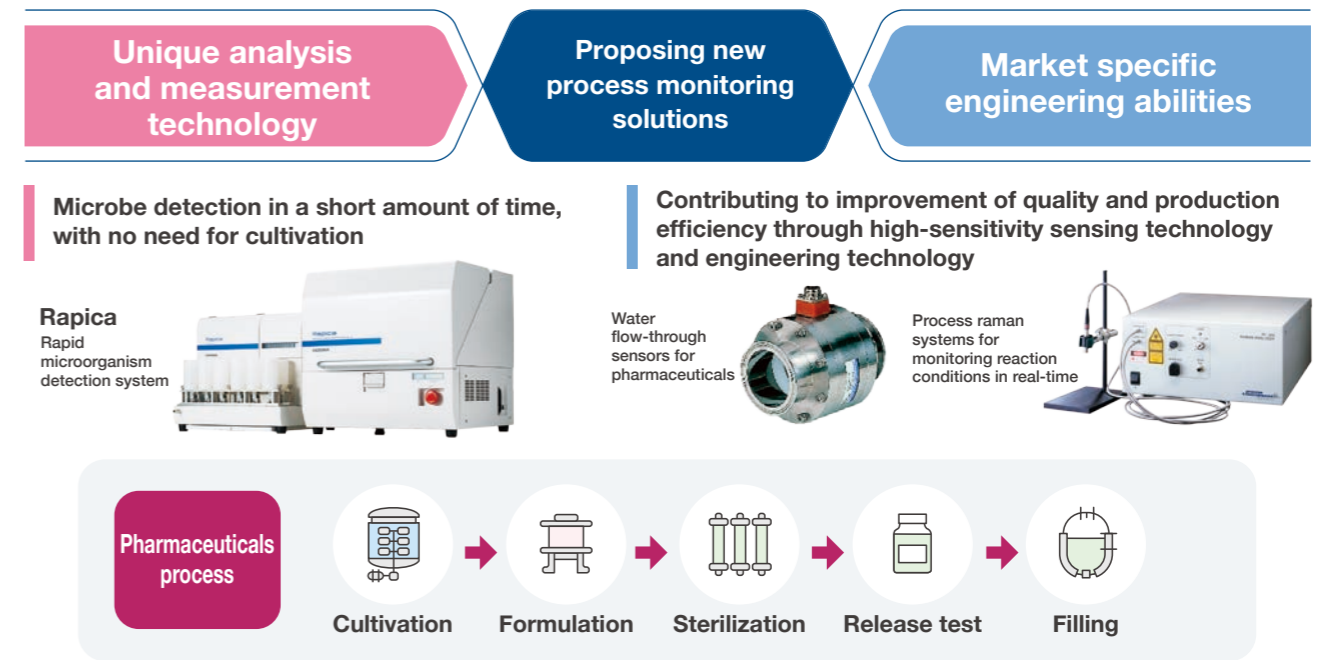 Unique analysis
and measurement
technology
Proposing new
process monitoring
solutions
Market specific
engineering abilities
Microbe detection in a short amount of time,
with no need for cultivation
Contributing to improvement of quality and production
efficiency through high-sensitivity sensing technology
and engineering technology
Rapica
Rapid
microorganism
detection system
Rapica
Rapica
Water
flow-through
sensors for
pharmaceuticals
Process raman
systems for
monitoring reaction
conditions in real-time
Pharmaceuticals
process
Cultivation
Formulation
Sterilization
Release test
Filling